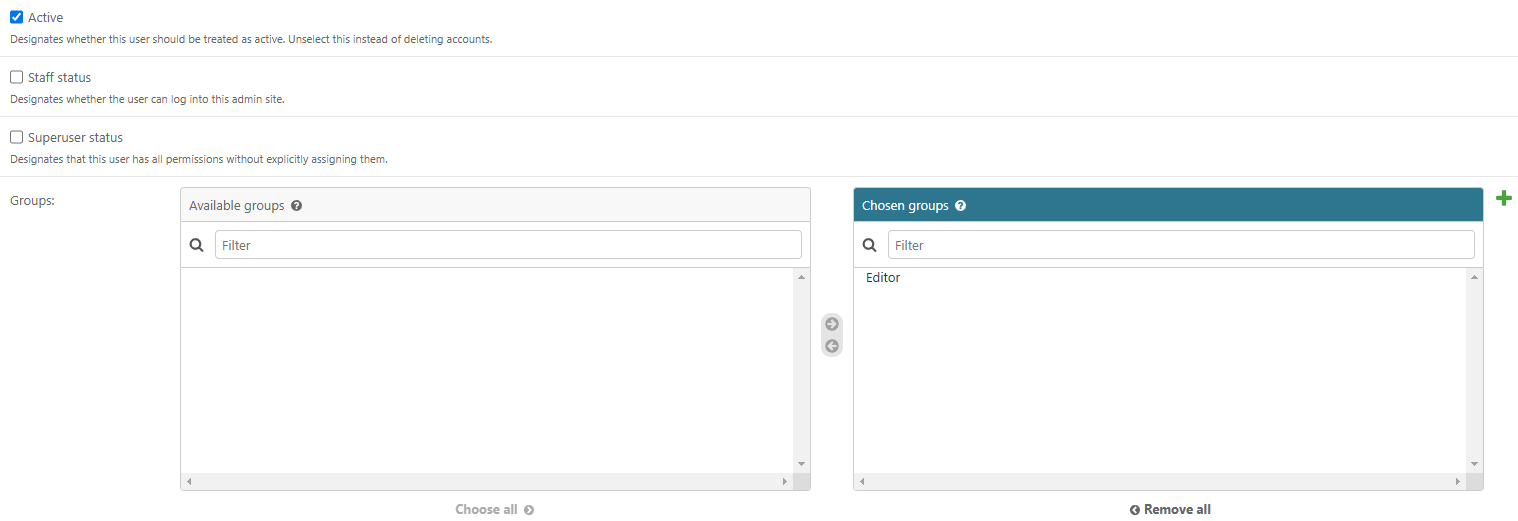 Active
Designates whether this user should be treated as active. Unselect this instead of deleting accounts.
Staff status
Designates whether the user can log into this admin site.
Superuser status
Designates that this user has all permissions without explicitly assigning them.
Groups:
Available groups
Filter
Choose all
Chosen groups
Filter
Editor
Remove all